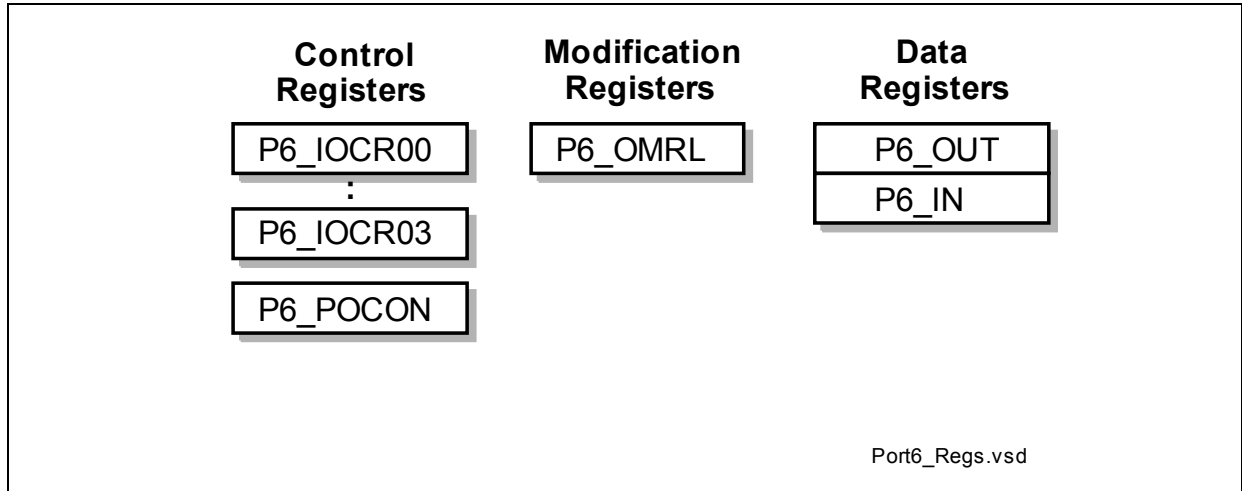 Control
Registers
P6_IOCR00
:
P6_IOCR03
P6_POCON
Modification
Registers
P6_OMRL
Data
Registers
P6_OUT
P6_IN
Port6_Regs.vsd